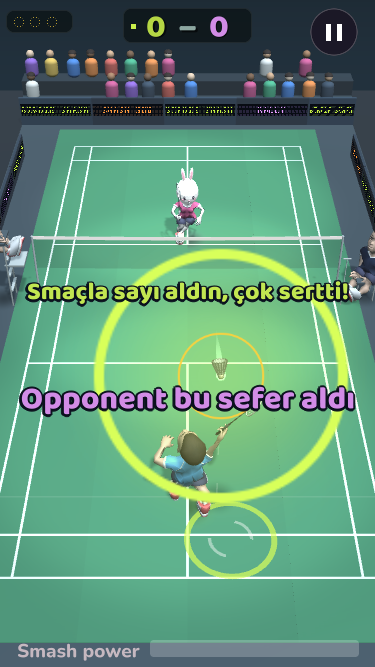 0 – 0
Smaçla sayı aldın, çok sertti!
Opponent bu sefer aldı
Smash power